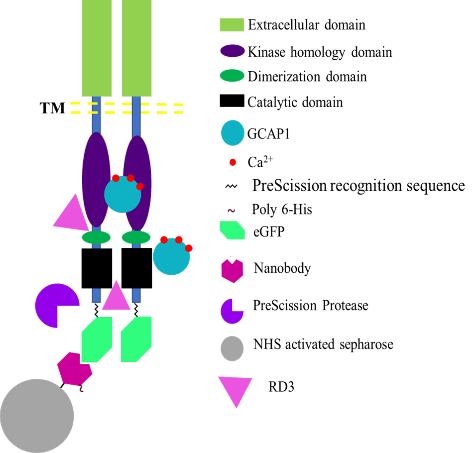 TM
Extracellular domain
Kinase homology domain
Dimerization domain
Catalytic domain
GCAP1
Ca²⁺
PreScission recognition sequence
Poly 6-His
eGFP
Nanobody
PreScission Protease
NHS activated sepharose
RD3